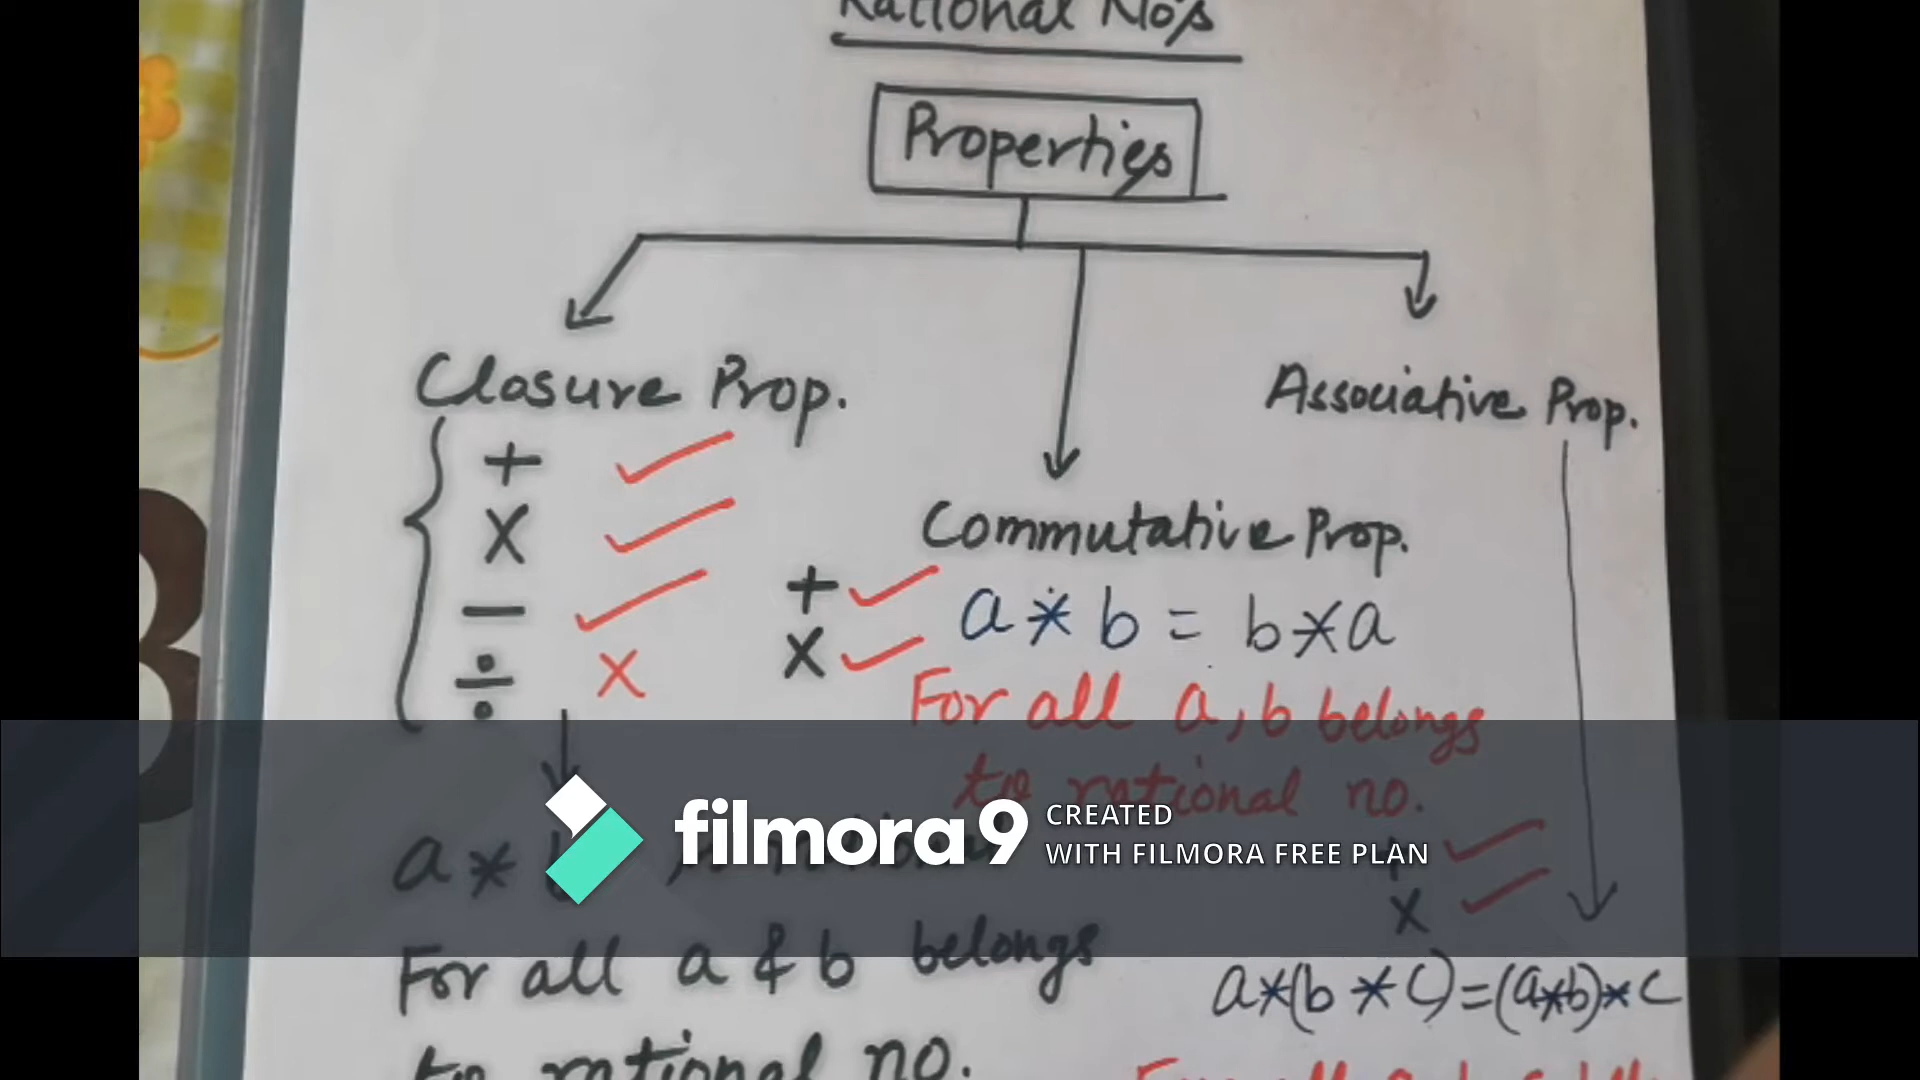 Rational No's
Properties
Closure Prop.
+ ✓
× ✓
− ✓
÷ ×
Associative Prop.
Commutative Prop.
+ ✓
× ✓
a * b = b * a
For all a, b belongs
to rational no.
a *
For all a & b belongs
to rational no.
✓
× ✓
a*(b * c)=(a*b)*c
filmora9
CREATED
WITH FILMORA FREE PLAN